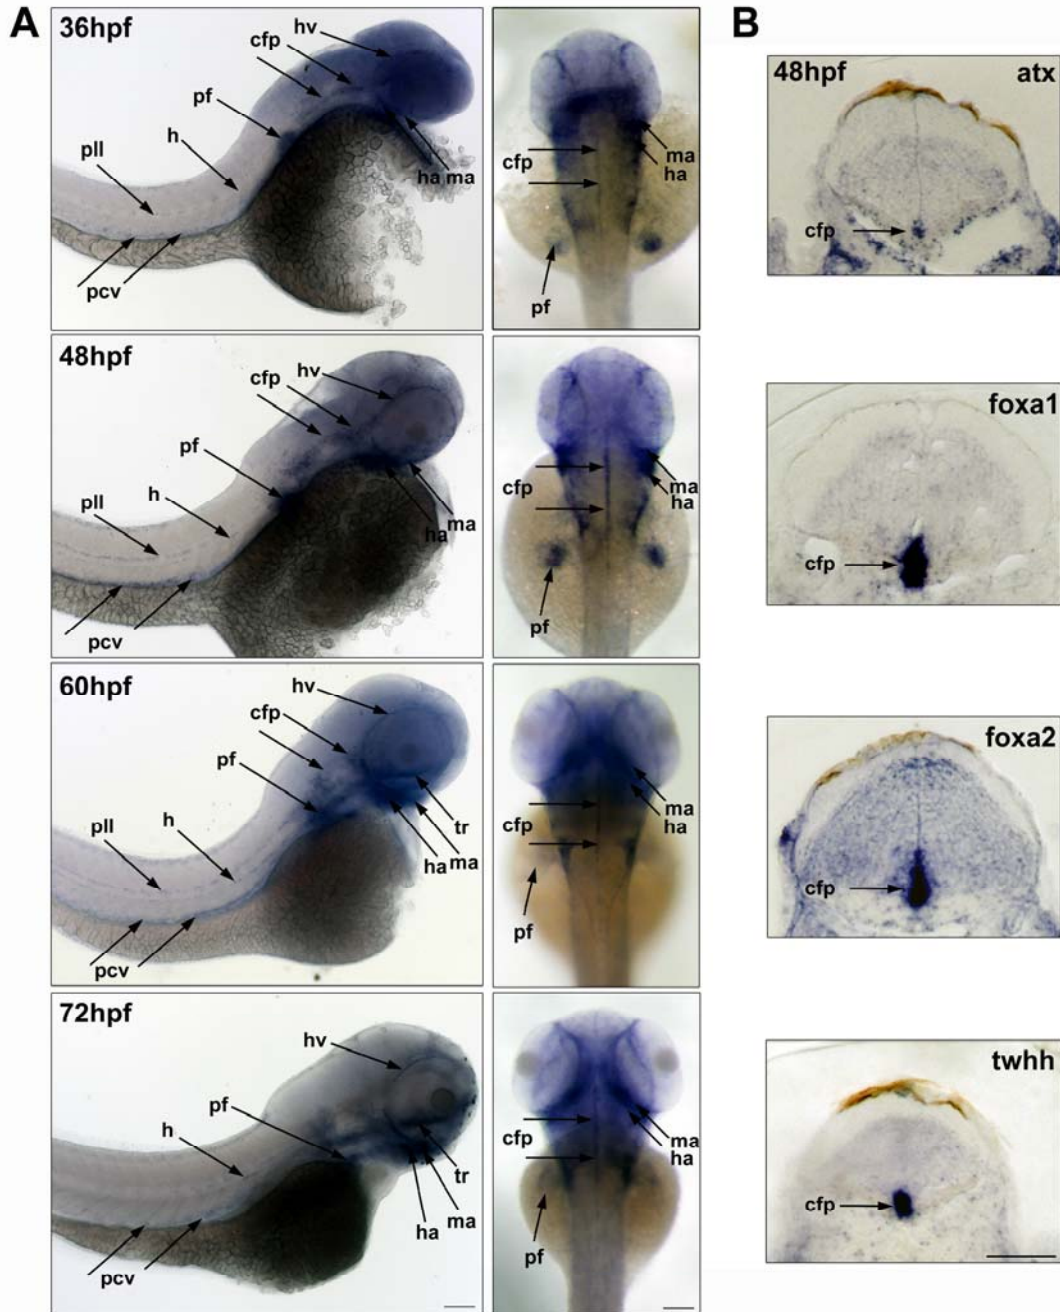 A
36hpf
hv
cfp
pf
h
pll
ha ma
pcv
cfp
ma
ha
pf
48hpf
hv
cfp
pf
h
pll
ma
ha
pcv
cfp
ma
ha
pf
60hpf
hv
cfp
pf
pll
h
tr
ha
ma
pcv
cfp
ma
ha
pf
72hpf
hv
pf
h
tr
ha
ma
pcv
cfp
ma
ha
pf
B
48hpf
atx
cfp
foxa1
cfp
foxa2
cfp
twhh
cfp